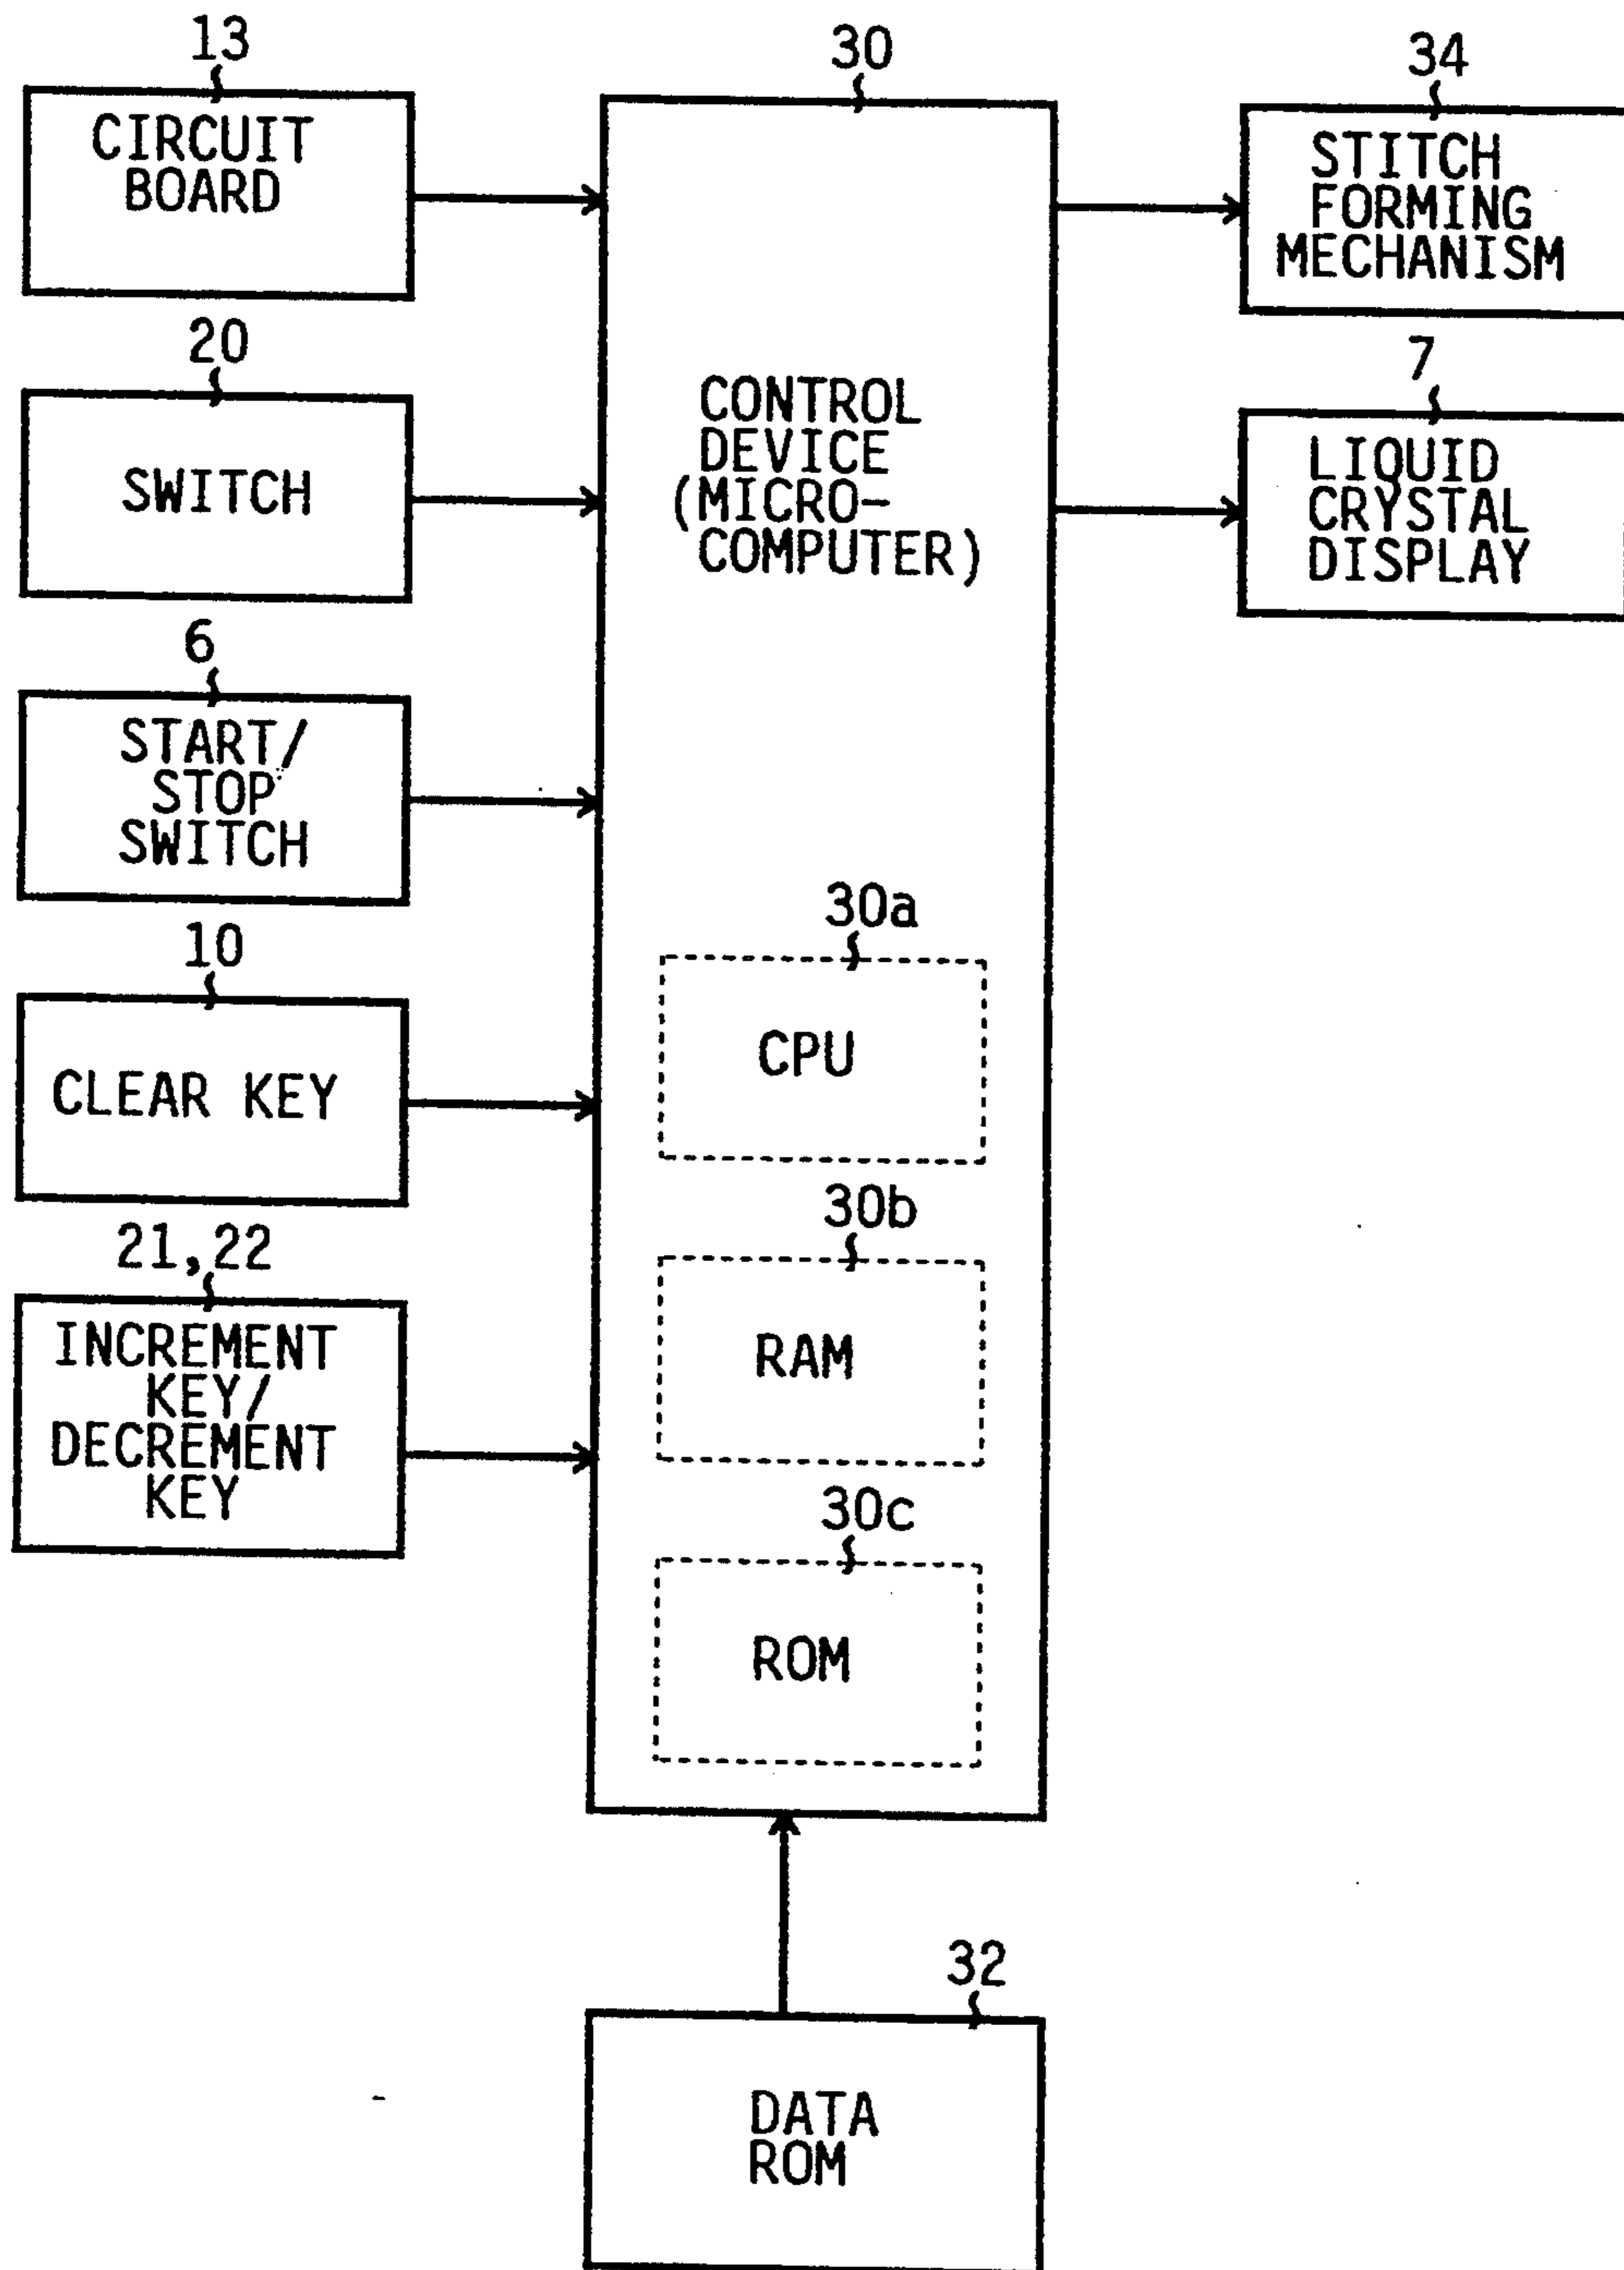 13
CIRCUIT
BOARD
20
SWITCH
6
START/
STOP
SWITCH
10
CLEAR KEY
21,22
INCREMENT
KEY/
DECREMENT
KEY
30
CONTROL
DEVICE
(MICRO-
COMPUTER)
30a
CPU
30b
RAM
30c
ROM
32
DATA
ROM
34
STITCH
FORMING
MECHANISM
7
LIQUID
CRYSTAL
DISPLAY